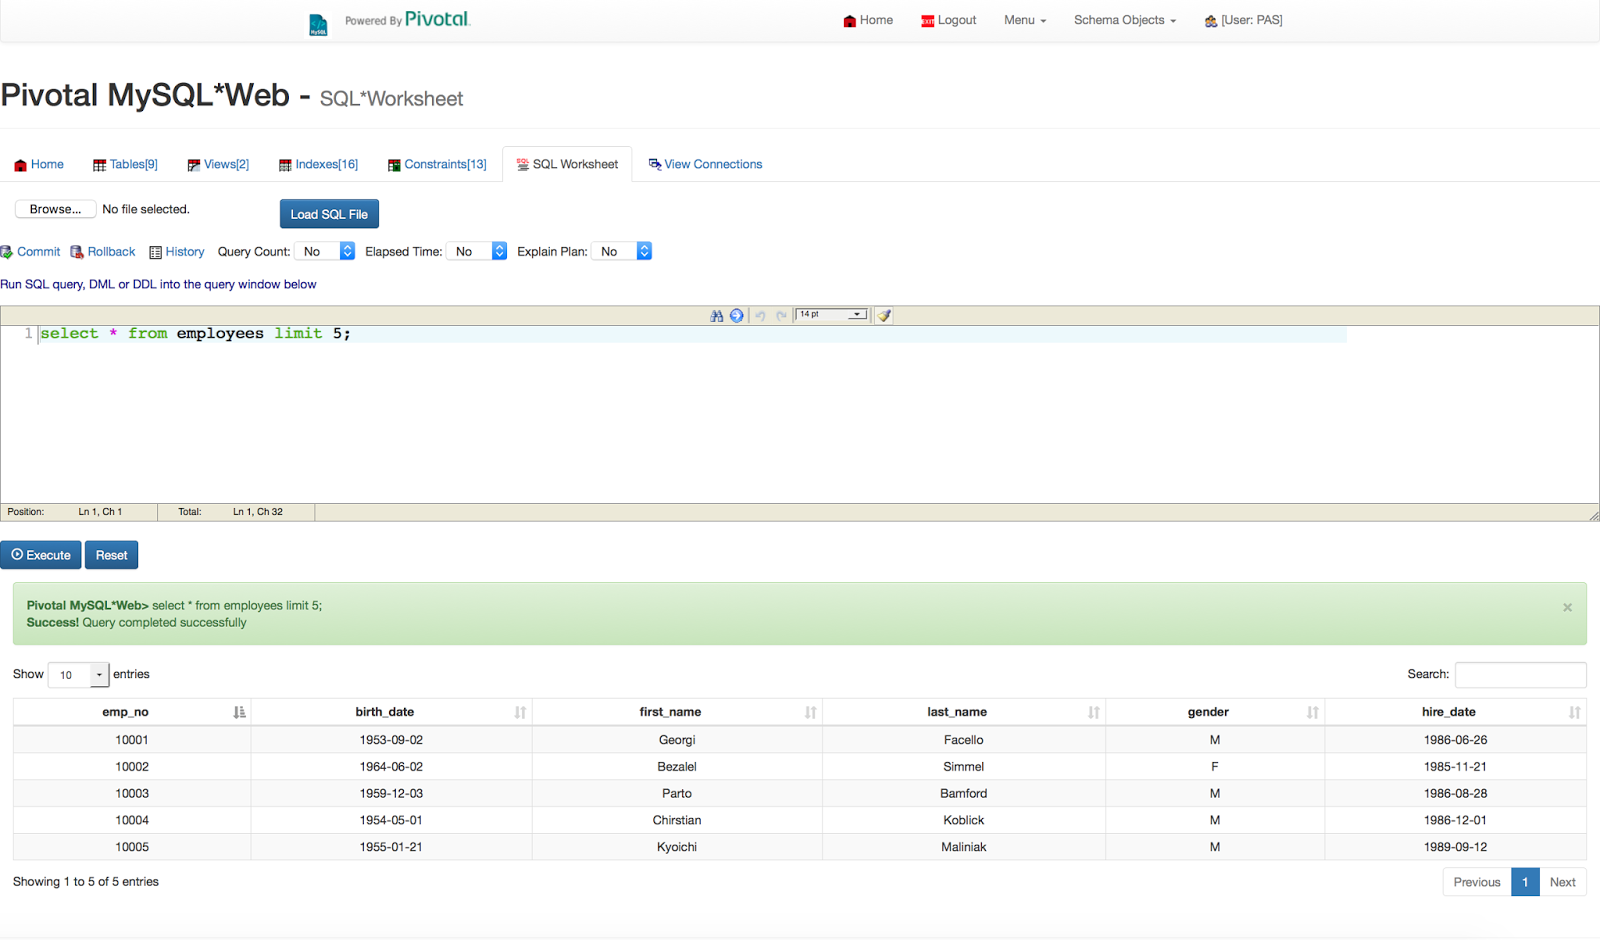 MySQL Powered By Pivotal Home Logout Menu Schema Objects [User: PAS]
Pivotal MySQL*Web - SQL*Worksheet
Home Tables[9] Views[2] Indexes[16] Constraints[13] SQL Worksheet View Connections
Browse... No file selected. Load SQL File
Commit Rollback History Query Count: No Elapsed Time: No Explain Plan: No
Run SQL query, DML or DDL into the query window below
14 pt
1 select * from employees limit 5;
Position: Ln 1, Ch 1 Total: Ln 1, Ch 32
Execute Reset
Pivotal MySQL*Web> select * from employees limit 5;
Success! Query completed successfully
×
Show 10 entries Search:
emp_no birth_date first_name last_name gender hire_date
10001 1953-09-02 Georgi Facello M 1986-06-26
10002 1964-06-02 Bezalel Simmel F 1985-11-21
10003 1959-12-03 Parto Bamford M 1986-08-28
10004 1954-05-01 Chirstian Koblick M 1986-12-01
10005 1955-01-21 Kyoichi Maliniak M 1989-09-12
Showing 1 to 5 of 5 entries Previous 1 Next